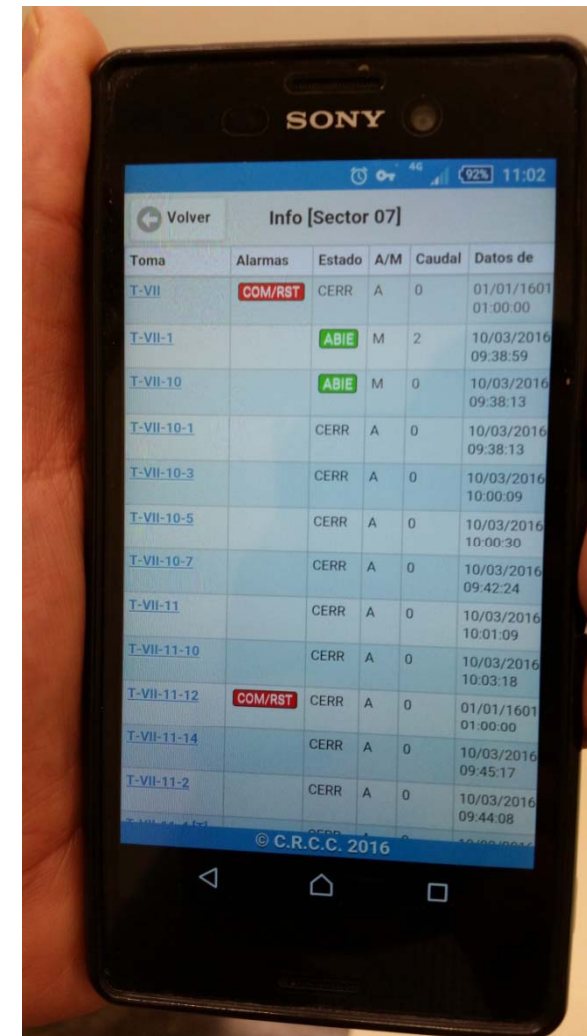 SONY
4G 92% 11:02
Volver Info [Sector 07]
Toma Alarmas Estado A/M Caudal Datos de
T-VII COM/RST CERR A 0 01/01/1601
01:00:00
T-VII-1 ABIE M 2 10/03/2016
09:38:59
T-VII-10 ABIE M 0 10/03/2016
09:38:13
T-VII-10-1 CERR A 0 10/03/2016
09:38:13
T-VII-10-3 CERR A 0 10/03/2016
10:00:09
T-VII-10-5 CERR A 0 10/03/2016
10:00:30
T-VII-10-7 CERR A 0 10/03/2016
09:42:24
T-VII-11 CERR A 0 10/03/2016
10:01:09
T-VII-11-10 CERR A 0 10/03/2016
10:03:18
T-VII-11-12 COM/RST CERR A 0 01/01/1601
01:00:00
T-VII-11-14 CERR A 0 10/03/2016
09:45:17
T-VII-11-2 CERR A 0 10/03/2016
09:44:08
© C.R.C.C. 2016